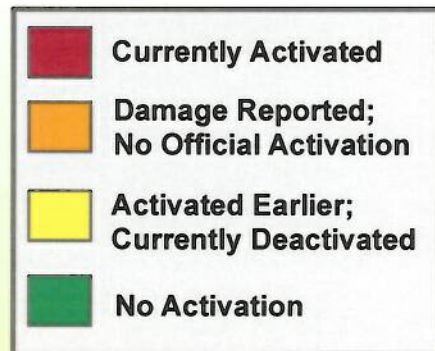 Currently Activated
Damage Reported;
No Official Activation
Activated Earlier;
Currently Deactivated
No Activation